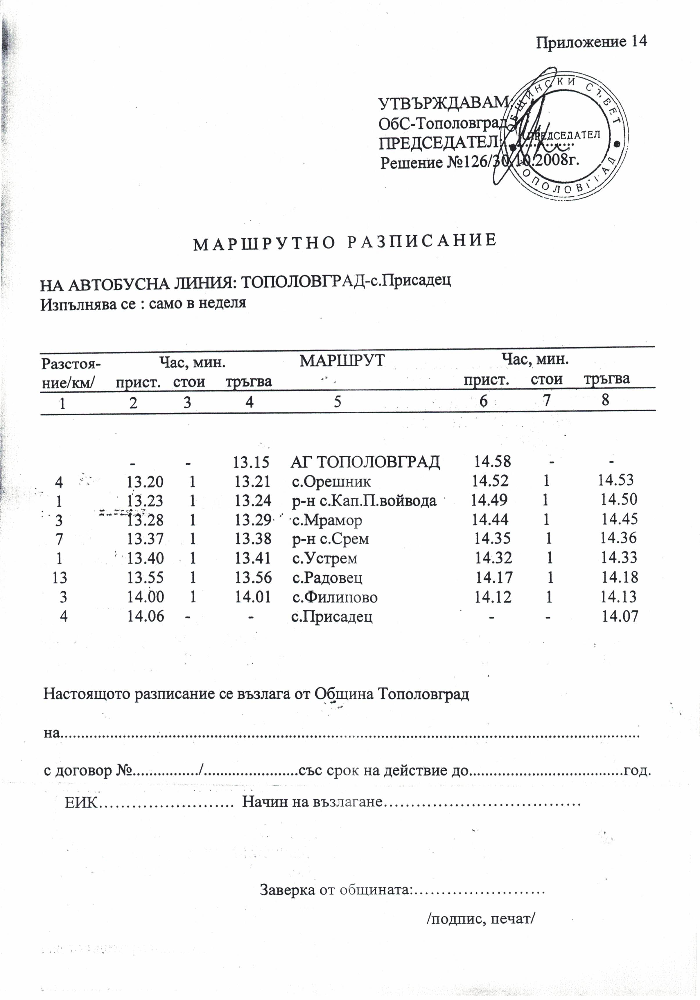 Приложение 14
УТВЪРЖДАВАМ:
ОбС-Тополовград
ПРЕДСЕДАТЕЛ:................
Решение №126/30.10.2008г.
ОБЩИНСКИ СЪВЕТ
ПРЕДСЕДАТЕЛ
ТОПОЛОВГРАД
МАРШРУТНО РАЗПИСАНИЕ
НА АВТОБУСНА ЛИНИЯ: ТОПОЛОВГРАД-с.Присадец
Изпълнява се : само в неделя
Разстоя- Час, мин. МАРШРУТ Час, мин.
ние/км/ прист. стои тръгва прист. стои тръгва
1 2 3 4 5 6 7 8
- - 13.15 АГ ТОПОЛОВГРАД 14.58 - -
4 13.20 1 13.21 с.Орешник 14.52 1 14.53
1 13.23 1 13.24 р-н с.Кап.П.войвода 14.49 1 14.50
3 13.28 1 13.29 с.Мрамор 14.44 1 14.45
7 13.37 1 13.38 р-н с.Срем 14.35 1 14.36
1 13.40 1 13.41 с.Устрем 14.32 1 14.33
13 13.55 1 13.56 с.Радовец 14.17 1 14.18
3 14.00 1 14.01 с.Филипово 14.12 1 14.13
4 14.06 - - с.Присадец - - 14.07
Настоящото разписание се възлага от Община Тополовград
на..........................................................................................................................................
с договор №................/.......................със срок на действие до.....................................год.
ЕИК......................... Начин на възлагане....................................
Заверка от общината:........................
/подпис, печат/